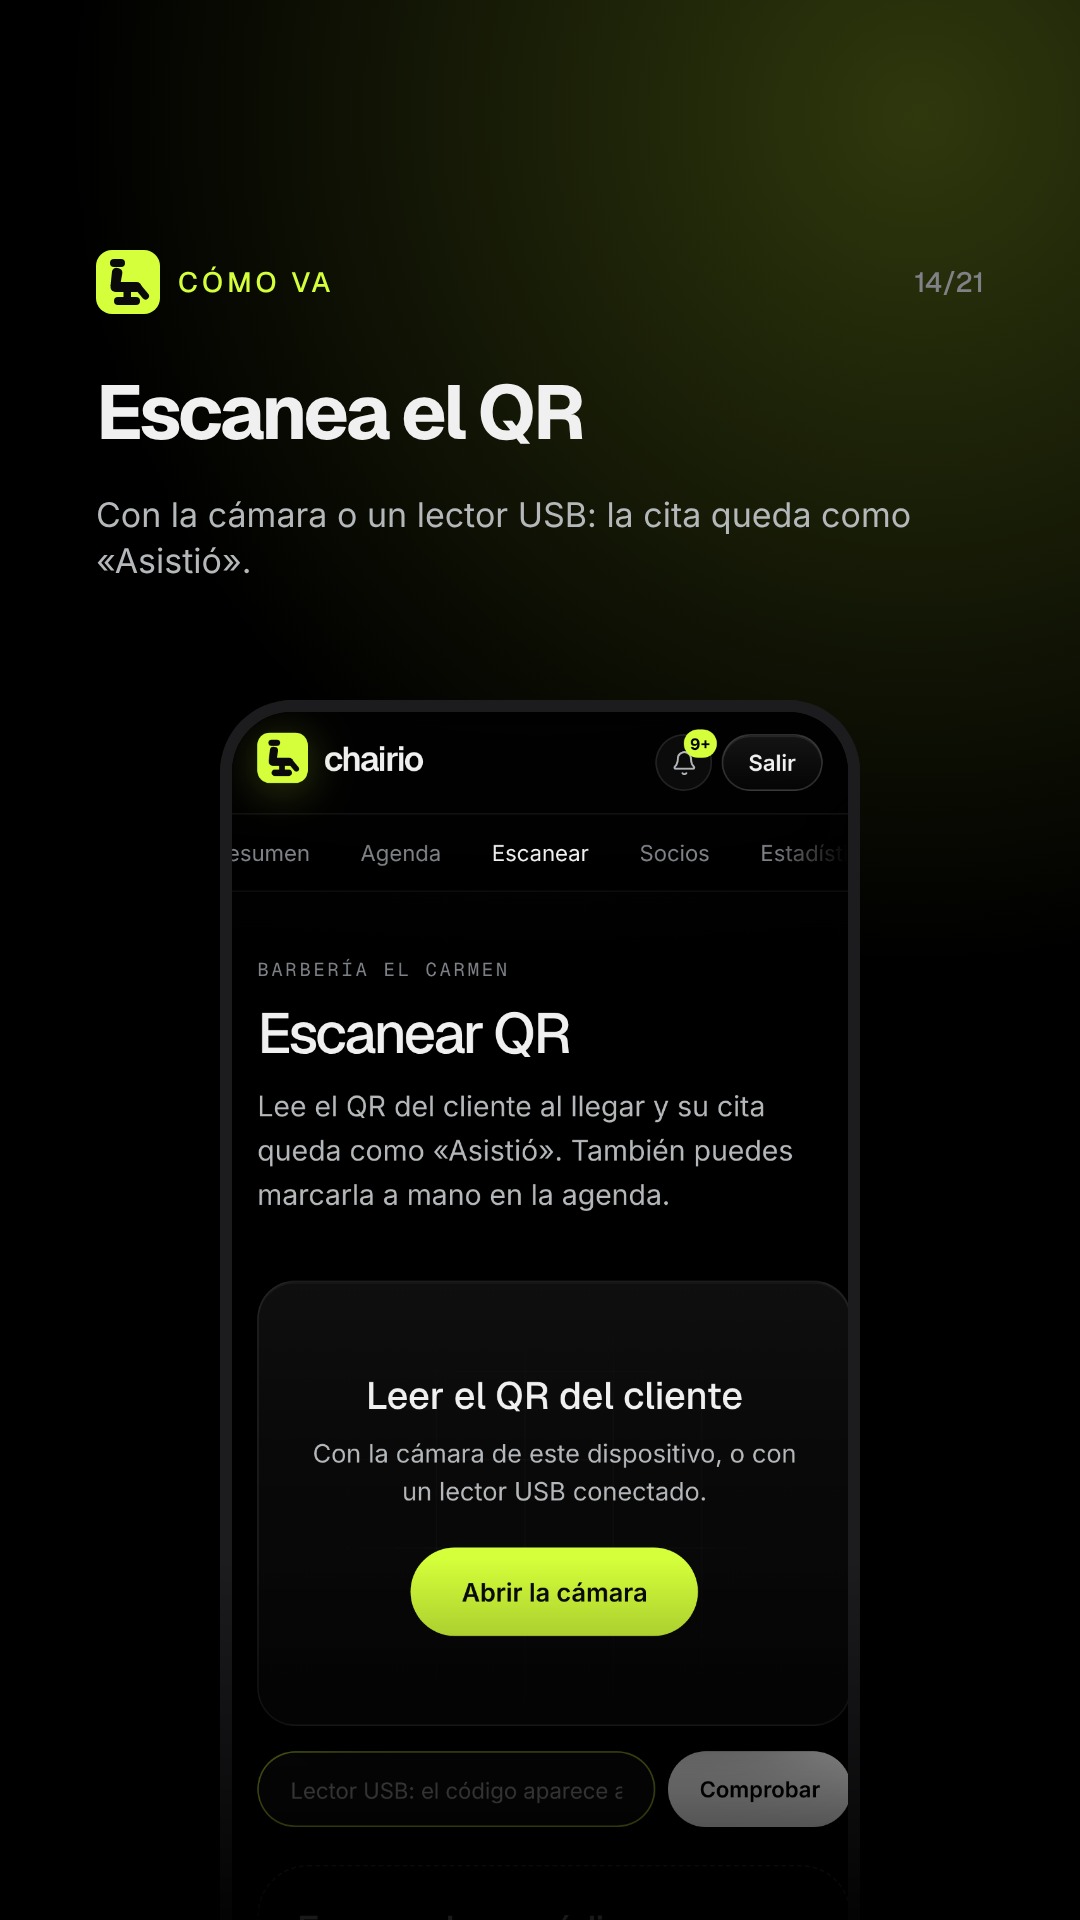 CÓMO VA
14/21
Escanea el QR
Con la cámara o un lector USB: la cita queda como
«Asistió».
chairio
9+
Salir
esumen Agenda Escanear Socios Estadíst
BARBERÍA EL CARMEN
Escanear QR
Lee el QR del cliente al llegar y su cita
queda como «Asistió». También puedes
marcarla a mano en la agenda.
Leer el QR del cliente
Con la cámara de este dispositivo, o con
un lector USB conectado.
Abrir la cámara
Lector USB: el código aparece a
Comprobar